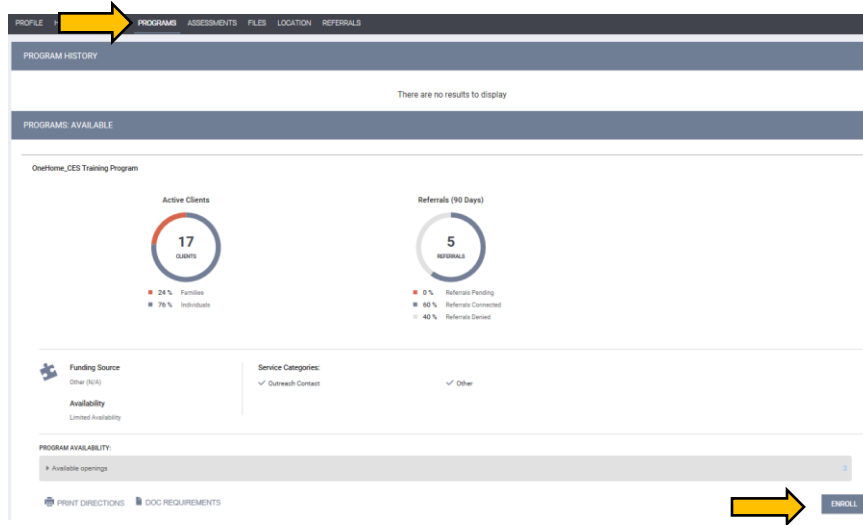 PROFILE H PROGRAMS ASSESSMENTS FILES LOCATION REFERRALS
PROGRAM HISTORY
There are no results to display
PROGRAMS: AVAILABLE
OneHome_CES Training Program
Active Clients Referrals (90 Days)
17 5
CLIENTS REFERRALS
24 % Families 0 % Referrals Pending
76 % Individuals 60 % Referrals Connected
40 % Referrals Denied
Funding Source Service Categories:
Other (N/A) Outreach Contact Other
Availability
Limited Availability
PROGRAM AVAILABILITY:
Available openings 3
PRINT DIRECTIONS DOC REQUIREMENTS ENROLL